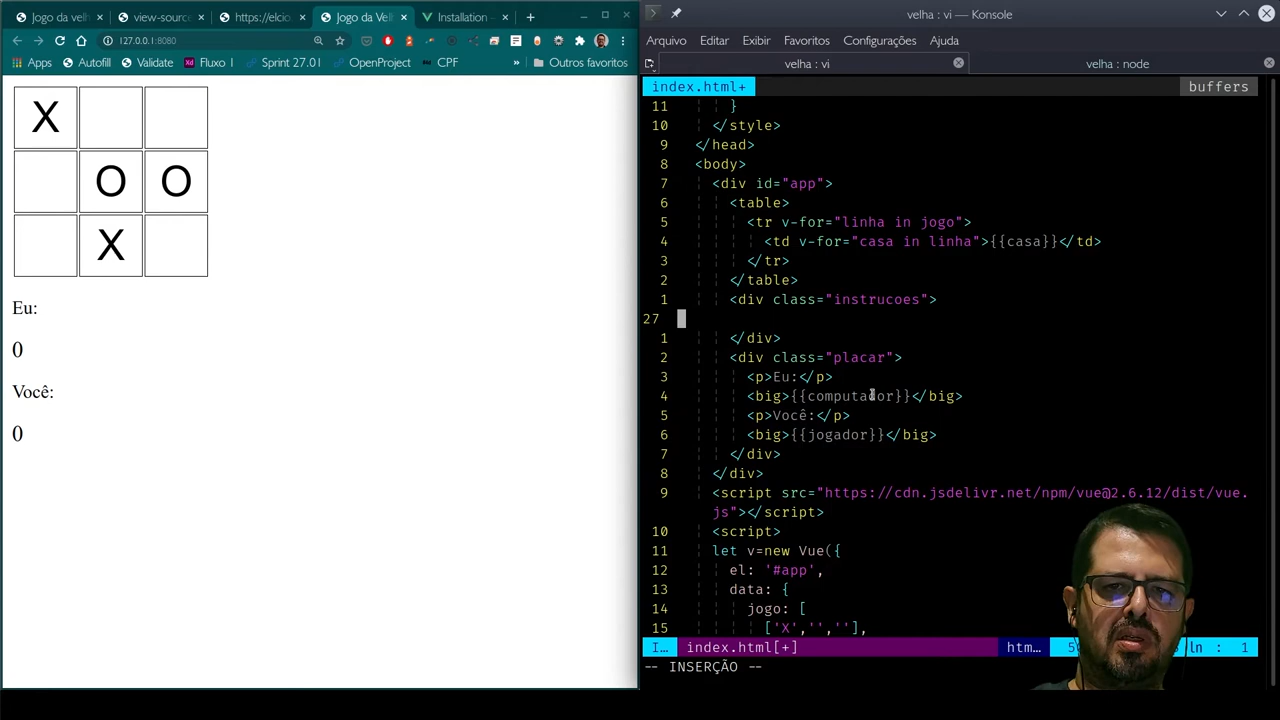 Jogo da velh
view-source
https://elcio
Jogo da Vel
Installation —
127.0.0.1:8080
Apps
Autofill
Validate
Fluxo 1
Sprint 27.01
OpenProject
CPF
»
Outros favoritos
X
O
O
X
Eu:
0
Você:
0
velha : vi — Konsole
Arquivo Editar Exibir Favoritos Configurações Ajuda
velha : vi
velha : node
index.html+
buffers
11 }
10 </style>
9 </head>
8 <body>
7 <div id="app">
6 <table>
5 <tr v-for="linha in jogo">
4 <td v-for="casa in linha">{{casa}}</td>
3 </tr>
2 </table>
1 <div class="instrucoes">
27
1 </div>
2 <div class="placar">
3 <p>Eu:</p>
4 <big>{{computador}}</big>
5 <p>Você:</p>
6 <big>{{jogador}}</big>
7 </div>
8 </div>
9 <script src="https://cdn.jsdelivr.net/npm/vue@2.6.12/dist/vue.
js"></script>
10 <script>
11 let v=new Vue({
12 el: '#app',
13 data: {
14 jogo: [
15 ['X','',''],
I… index.html[+] htm… ln : 1
-- INSERÇÃO --